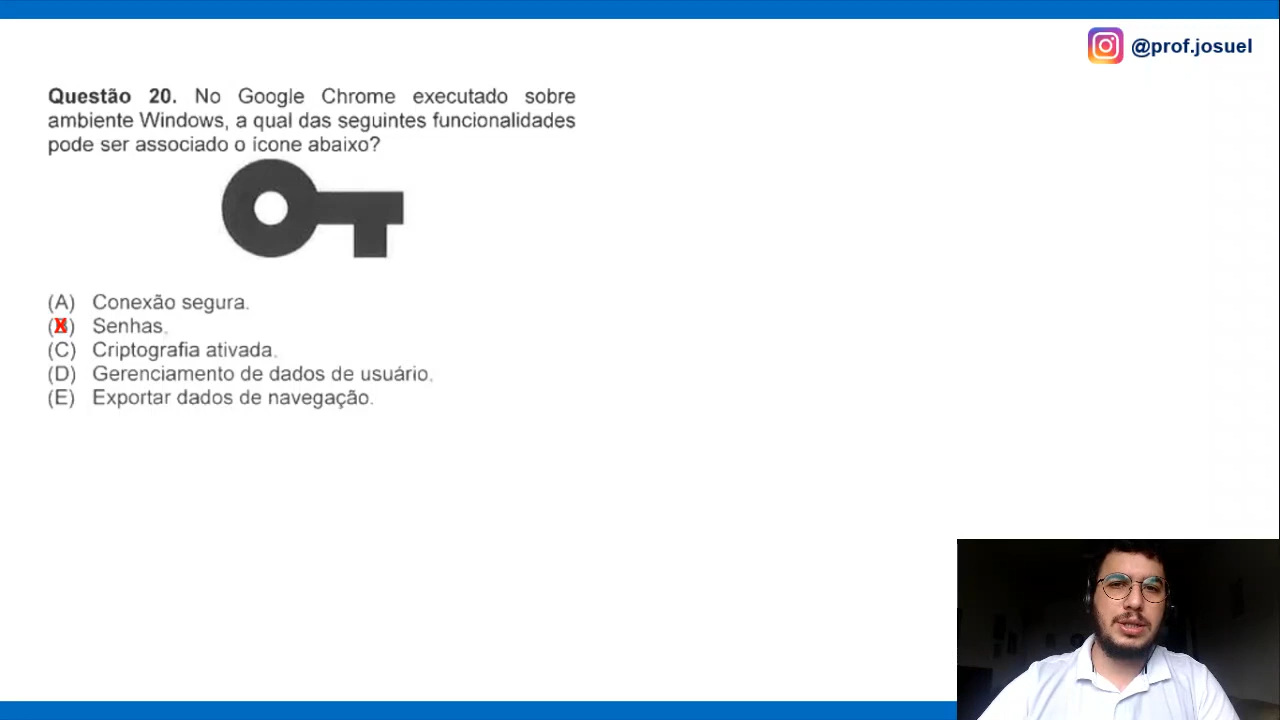 @prof.josuel
Questão 20. No Google Chrome executado sobre
ambiente Windows, a qual das seguintes funcionalidades
pode ser associado o ícone abaixo?
(A) Conexão segura.
(X) Senhas.
(C) Criptografia ativada.
(D) Gerenciamento de dados de usuário.
(E) Exportar dados de navegação.